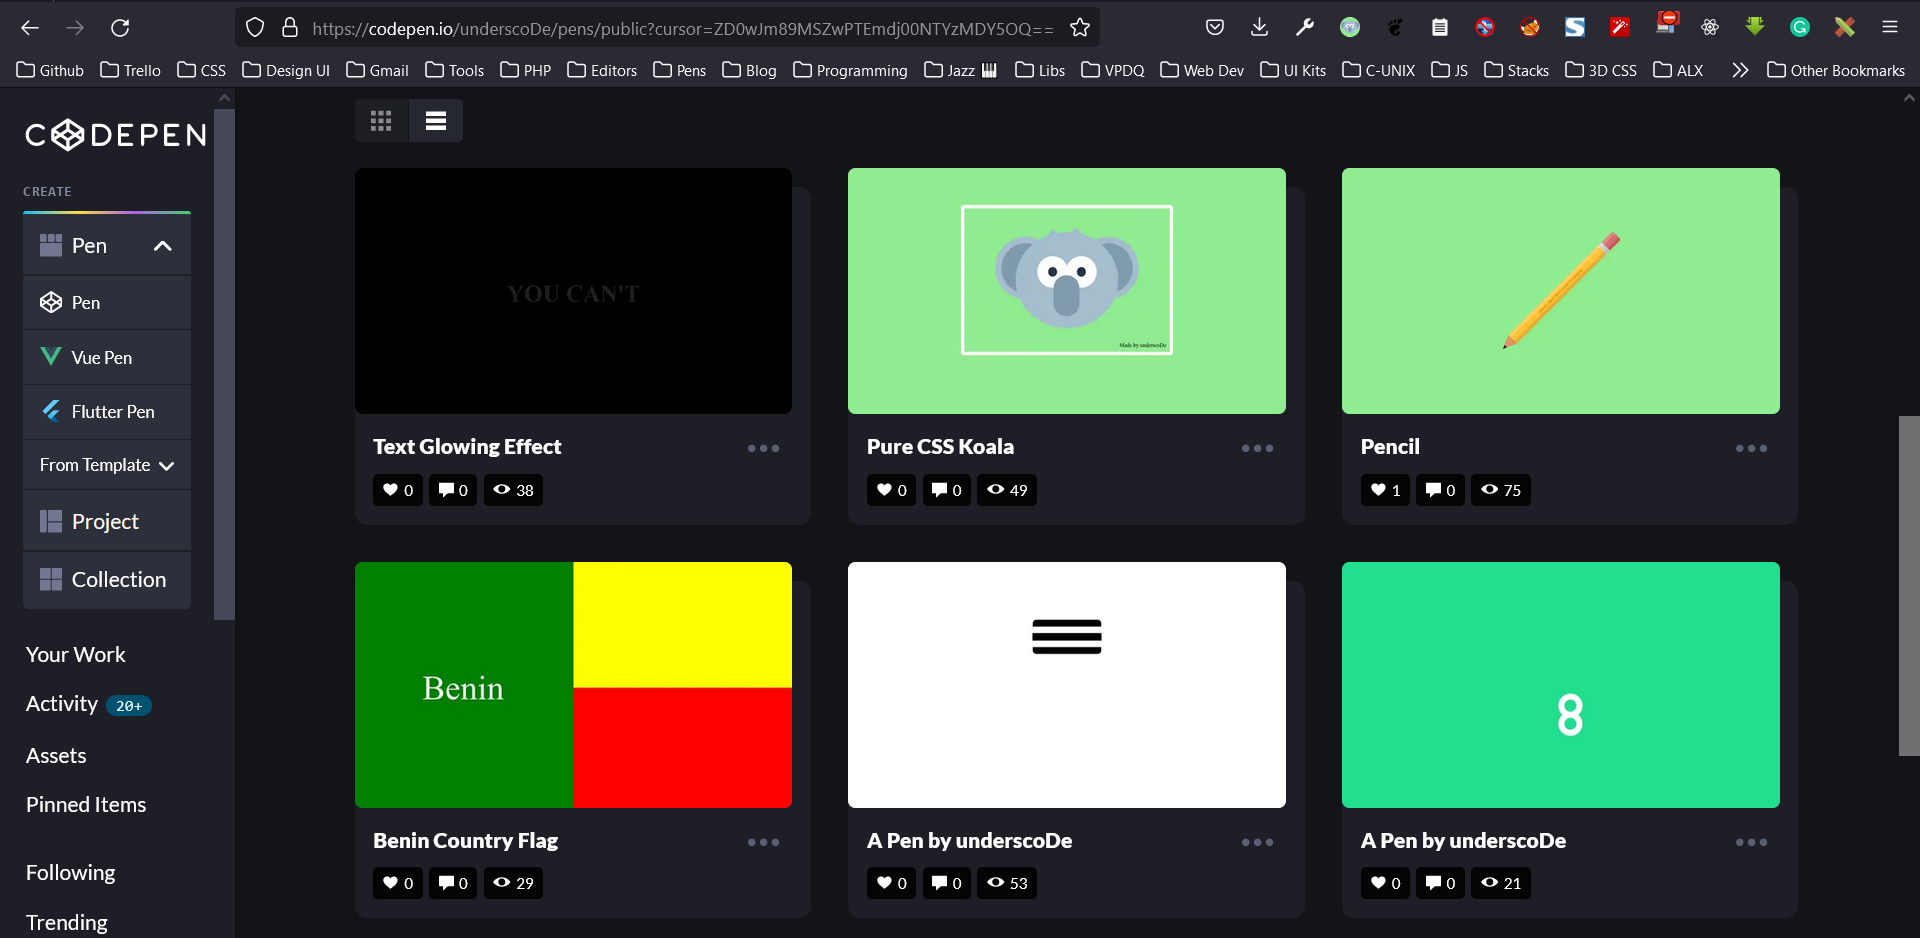 https://codepen.io/underscoDe/pens/public?cursor=ZD0wJm89MSZwPTEmdj00NTYzMDY5OQ==
Github Trello CSS Design UI Gmail Tools PHP Editors Pens Blog Programming Jazz Libs VPDQ Web Dev UI Kits C-UNIX JS Stacks 3D CSS ALX Other Bookmarks
CODEPEN
CREATE
Pen
Pen
Vue Pen
Flutter Pen
From Template
Project
Collection
Your Work
Activity 20+
Assets
Pinned Items
Following
Trending
YOU CAN'T
Text Glowing Effect
0 0 38
Made by underscoDe
Pure CSS Koala
0 0 49
Pencil
1 0 75
Benin
Benin Country Flag
0 0 29
A Pen by underscoDe
0 0 53
8
A Pen by underscoDe
0 0 21